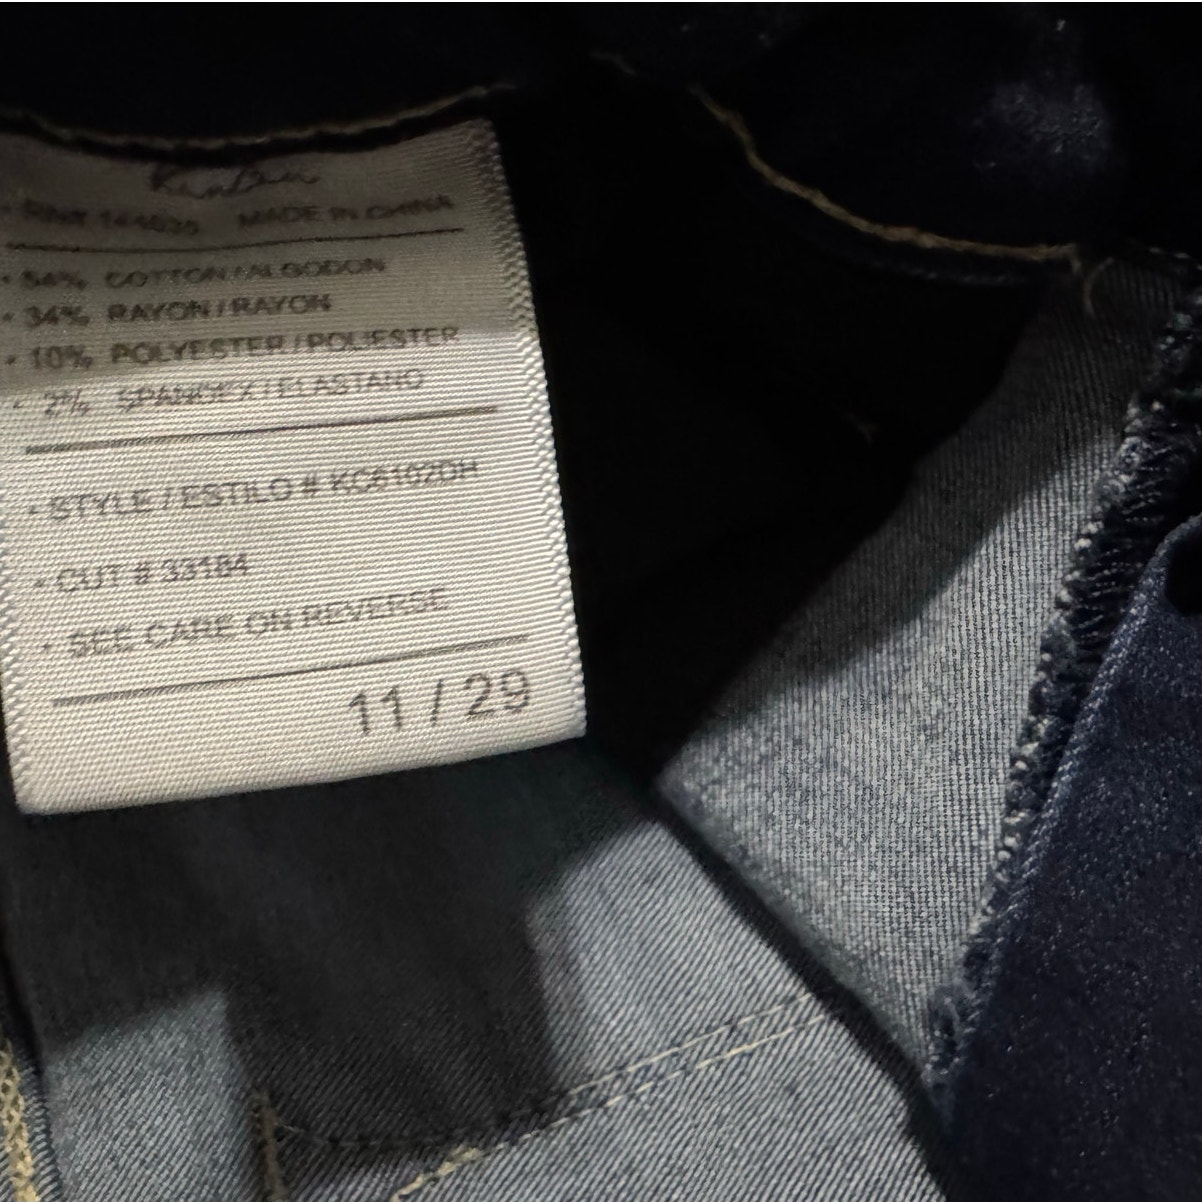 KanCan
MADE IN CHINA
· 54% COTTON / ALGODON
· 34% RAYON / RAYON
· 10% POLYESTER / POLIESTER
· 2% SPANDEX / ELASTANO
· STYLE / ESTILO # KC6102DH
· CUT # 33184
· SEE CARE ON REVERSE
11 / 29